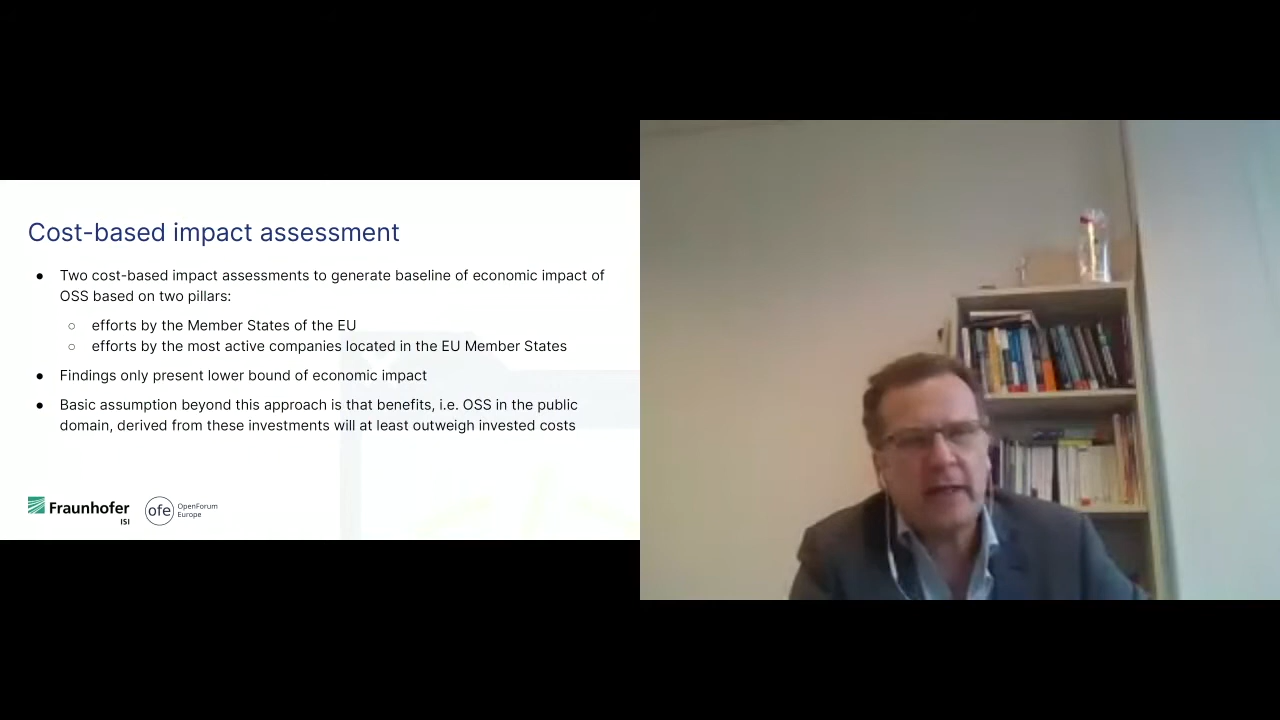 Cost-based impact assessment
● Two cost-based impact assessments to generate baseline of economic impact of
OSS based on two pillars:
○ efforts by the Member States of the EU
○ efforts by the most active companies located in the EU Member States
● Findings only present lower bound of economic impact
● Basic assumption beyond this approach is that benefits, i.e. OSS in the public
domain, derived from these investments will at least outweigh invested costs
Fraunhofer
ISI
ofe
OpenForum
Europe